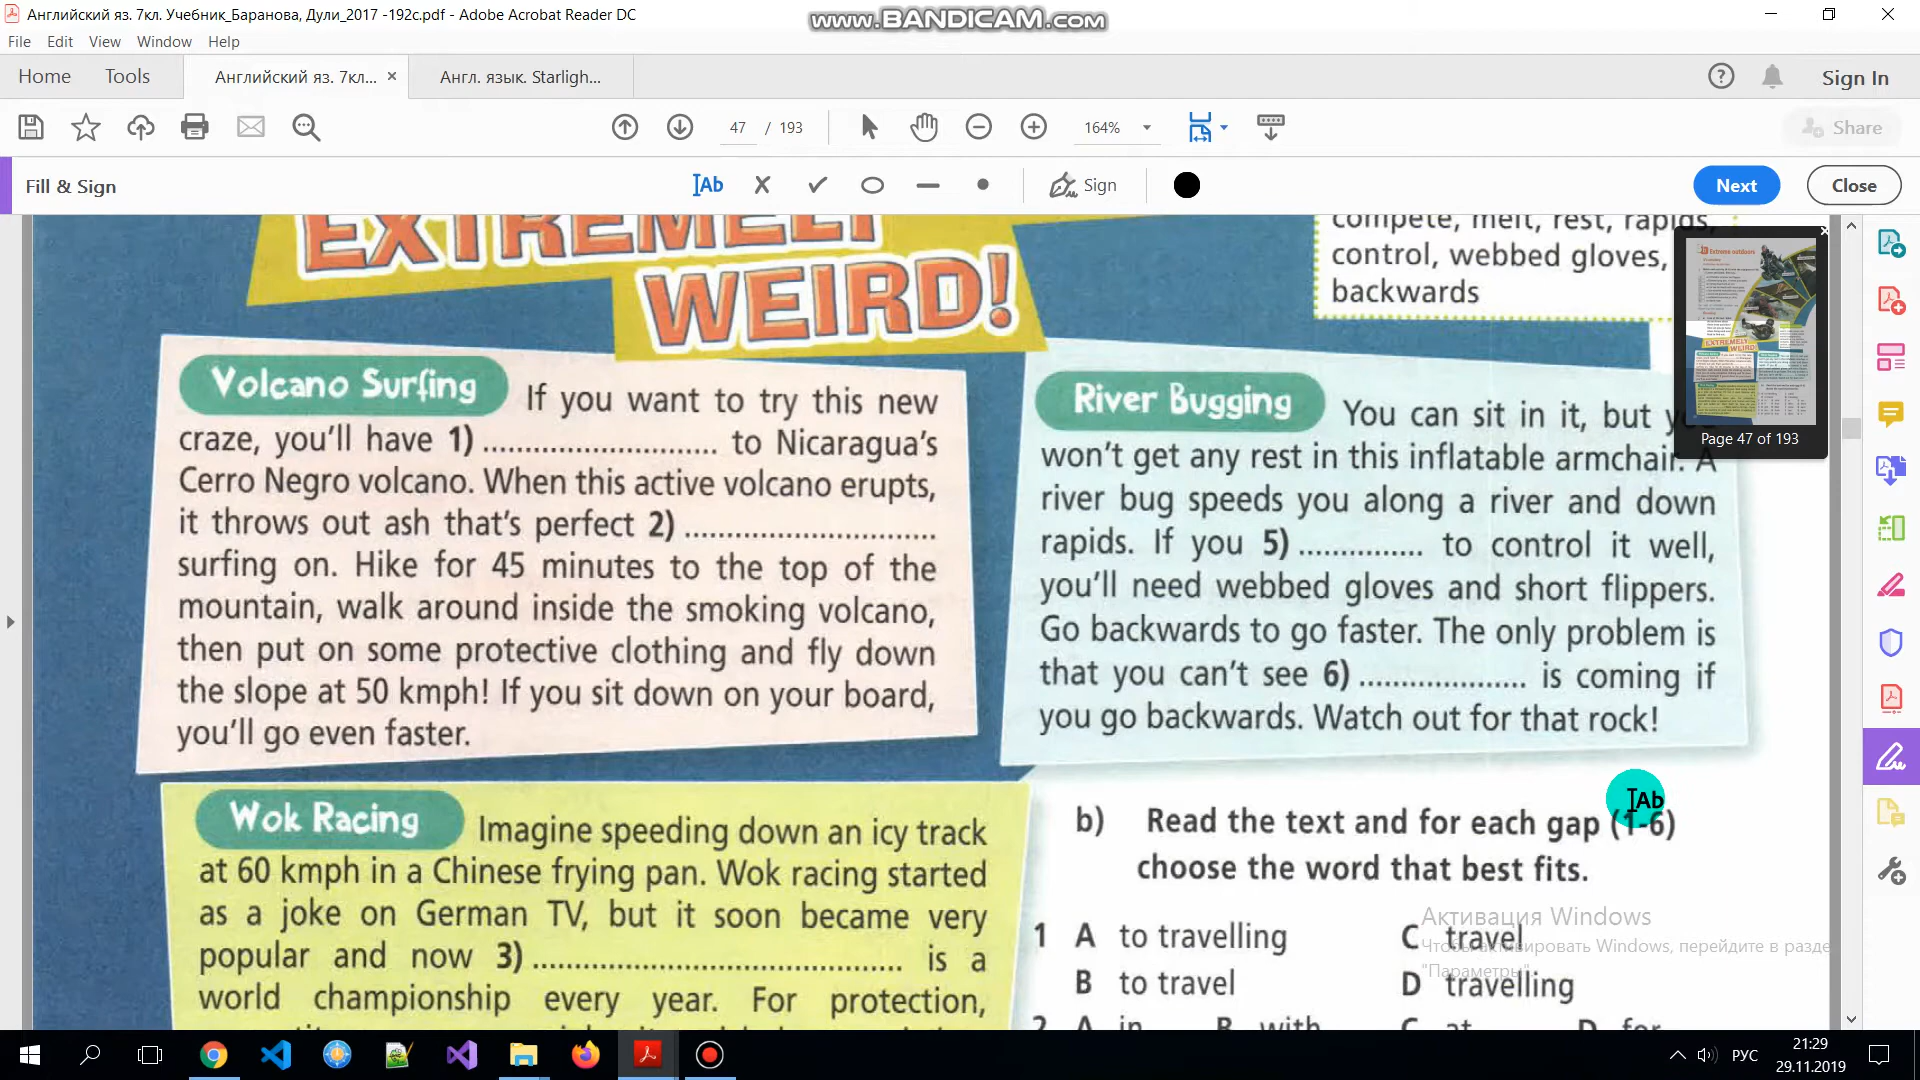 Английский яз. 7кл. Учебник_Баранова, Дули_2017 -192с.pdf - Adobe Acrobat Reader DC
www.BANDICAM.com
File Edit View Window Help
Home Tools Английский яз. 7кл... × Англ. язык. Starligh... Sign In
47 / 193 164% Share
Fill & Sign Ab Sign Next Close
EXTREMELY
WEIRD!
compete, melt, rest, rapids,
control, webbed gloves,
backwards
Page 47 of 193
Volcano Surfing If you want to try this new
craze, you'll have 1) .......................... to Nicaragua's
Cerro Negro volcano. When this active volcano erupts,
it throws out ash that's perfect 2) ............................
surfing on. Hike for 45 minutes to the top of the
mountain, walk around inside the smoking volcano,
then put on some protective clothing and fly down
the slope at 50 kmph! If you sit down on your board,
you'll go even faster.
River Bugging You can sit in it, but
won't get any rest in this inflatable armchair. A
river bug speeds you along a river and down
rapids. If you 5) .............. to control it well,
you'll need webbed gloves and short flippers.
Go backwards to go faster. The only problem is
that you can't see 6) ................... is coming if
you go backwards. Watch out for that rock!
Wok Racing Imagine speeding down an icy track
at 60 kmph in a Chinese frying pan. Wok racing started
as a joke on German TV, but it soon became very
popular and now 3) ......................................... is a
world championship every year. For protection,
b) Read the text and for each gap (1-6)
choose the word that best fits.
1 A to travelling C travel
B to travel D travelling
2 A in B with C at D for
Ab
Активация Windows
Чтобы активировать Windows, перейдите в разде
"Параметры"
РУС
21:29
29.11.2019